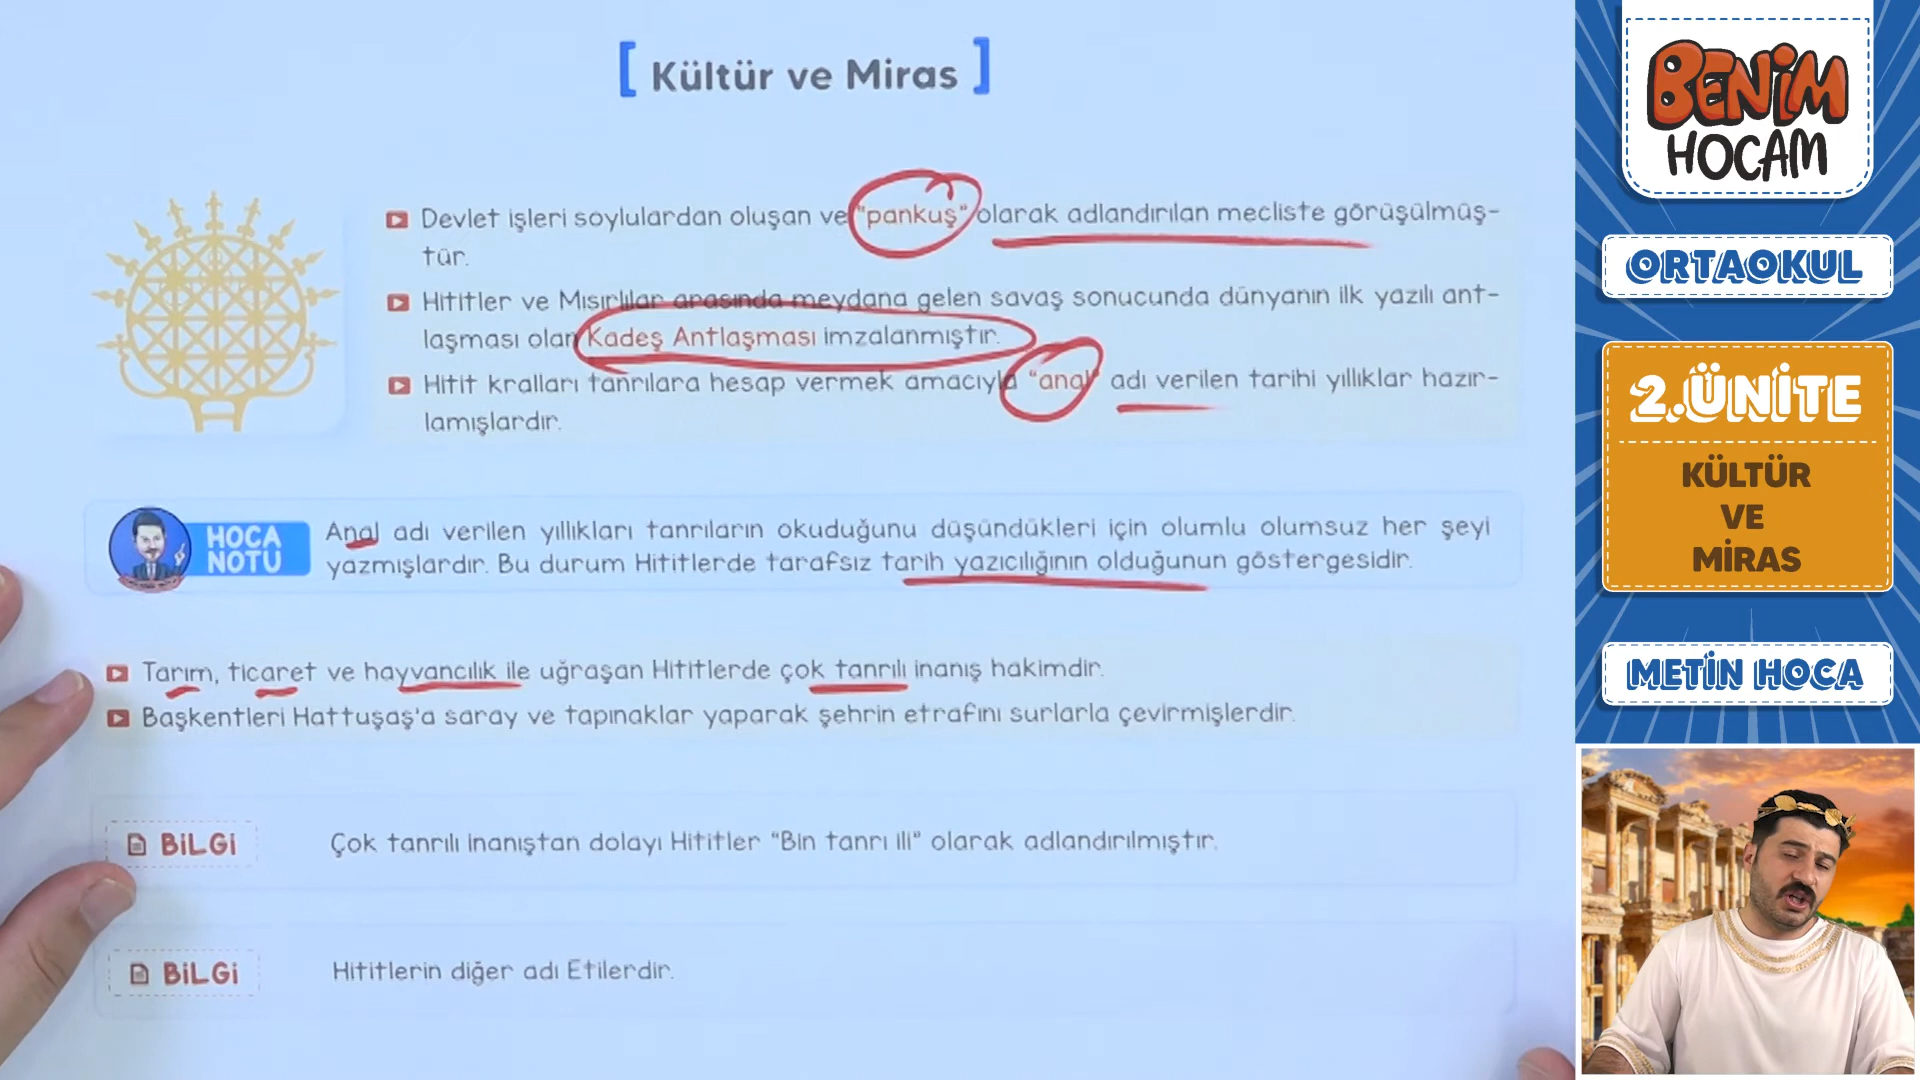 [ Kültür ve Miras ]
Devlet işleri soylulardan oluşan ve "pankuş" olarak adlandırılan mecliste görüşülmüş-
tür.
Hititler ve Mısırlılar arasında meydana gelen savaş sonucunda dünyanın ilk yazılı ant-
laşması olan Kadeş Antlaşması imzalanmıştır.
Hitit kralları tanrılara hesap vermek amacıyla "anal" adı verilen tarihi yıllıklar hazır-
lamışlardır.
HOCA
NOTU
Anal adı verilen yıllıkları tanrıların okuduğunu düşündükleri için olumlu olumsuz her şeyi
yazmışlardır. Bu durum Hititlerde tarafsız tarih yazıcılığının olduğunun göstergesidir.
Tarım, ticaret ve hayvancılık ile uğraşan Hititlerde çok tanrılı inanış hakimdir.
Başkentleri Hattuşaş'a saray ve tapınaklar yaparak şehrin etrafını surlarla çevirmişlerdir.
BİLGİ
Çok tanrılı inanıştan dolayı Hititler "Bin tanrı ili" olarak adlandırılmıştır.
BİLGİ
Hititlerin diğer adı Etilerdir.
BENİM
HOCAM
ORTAOKUL
2.ÜNİTE
KÜLTÜR
VE
MİRAS
METİN HOCA